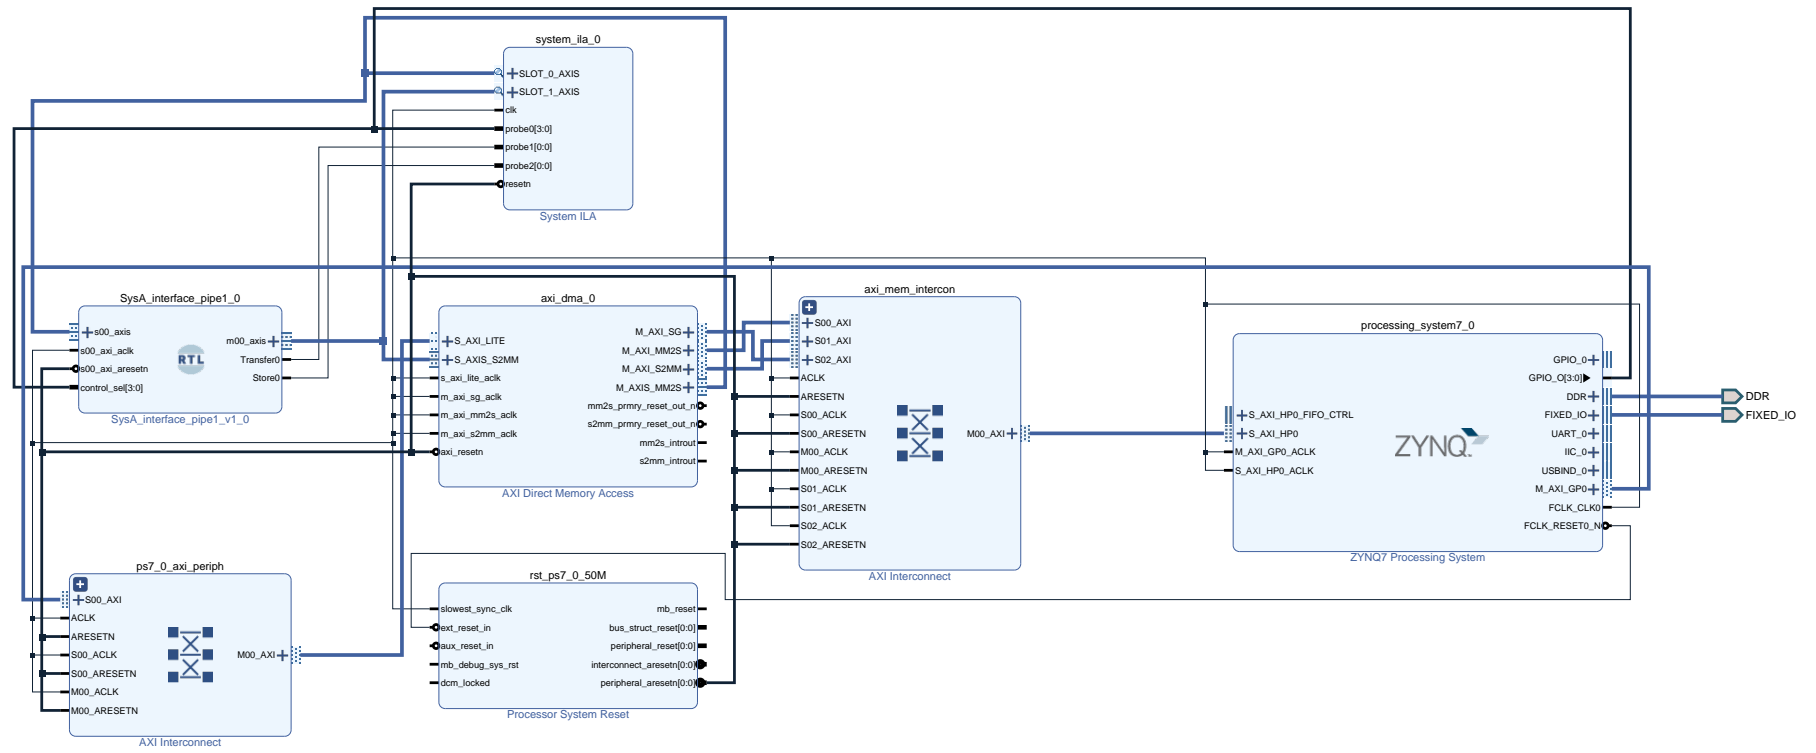 system_ila_0
SLOT_0_AXIS
SLOT_1_AXIS
clk
probe0[3:0]
probe1[0:0]
probe2[0:0]
resetn
System ILA
SysA_interface_pipe1_0
s00_axis
s00_axi_aclk
s00_axi_aresetn
control_sel[3:0]
RTL
m00_axis
Transfer0
Store0
SysA_interface_pipe1_v1_0
axi_dma_0
S_AXI_LITE
S_AXIS_S2MM
s_axi_lite_aclk
m_axi_sg_aclk
m_axi_mm2s_aclk
m_axi_s2mm_aclk
axi_resetn
M_AXI_SG
M_AXI_MM2S
M_AXI_S2MM
M_AXIS_MM2S
mm2s_prmry_reset_out_n
s2mm_prmry_reset_out_n
mm2s_introut
s2mm_introut
AXI Direct Memory Access
axi_mem_intercon
S00_AXI
S01_AXI
S02_AXI
ACLK
ARESETN
S00_ACLK
S00_ARESETN
M00_ACLK
M00_ARESETN
S01_ACLK
S01_ARESETN
S02_ACLK
S02_ARESETN
M00_AXI
AXI Interconnect
processing_system7_0
S_AXI_HP0_FIFO_CTRL
S_AXI_HP0
M_AXI_GP0_ACLK
S_AXI_HP0_ACLK
ZYNQ
GPIO_0
GPIO_O[3:0]
DDR
FIXED_IO
UART_0
IIC_0
USBIND_0
M_AXI_GP0
FCLK_CLK0
FCLK_RESET0_N
ZYNQ7 Processing System
DDR
FIXED_IO
ps7_0_axi_periph
S00_AXI
ACLK
ARESETN
S00_ACLK
S00_ARESETN
M00_ACLK
M00_ARESETN
M00_AXI
AXI Interconnect
rst_ps7_0_50M
slowest_sync_clk
ext_reset_in
aux_reset_in
mb_debug_sys_rst
dcm_locked
mb_reset
bus_struct_reset[0:0]
peripheral_reset[0:0]
interconnect_aresetn[0:0]
peripheral_aresetn[0:0]
Processor System Reset